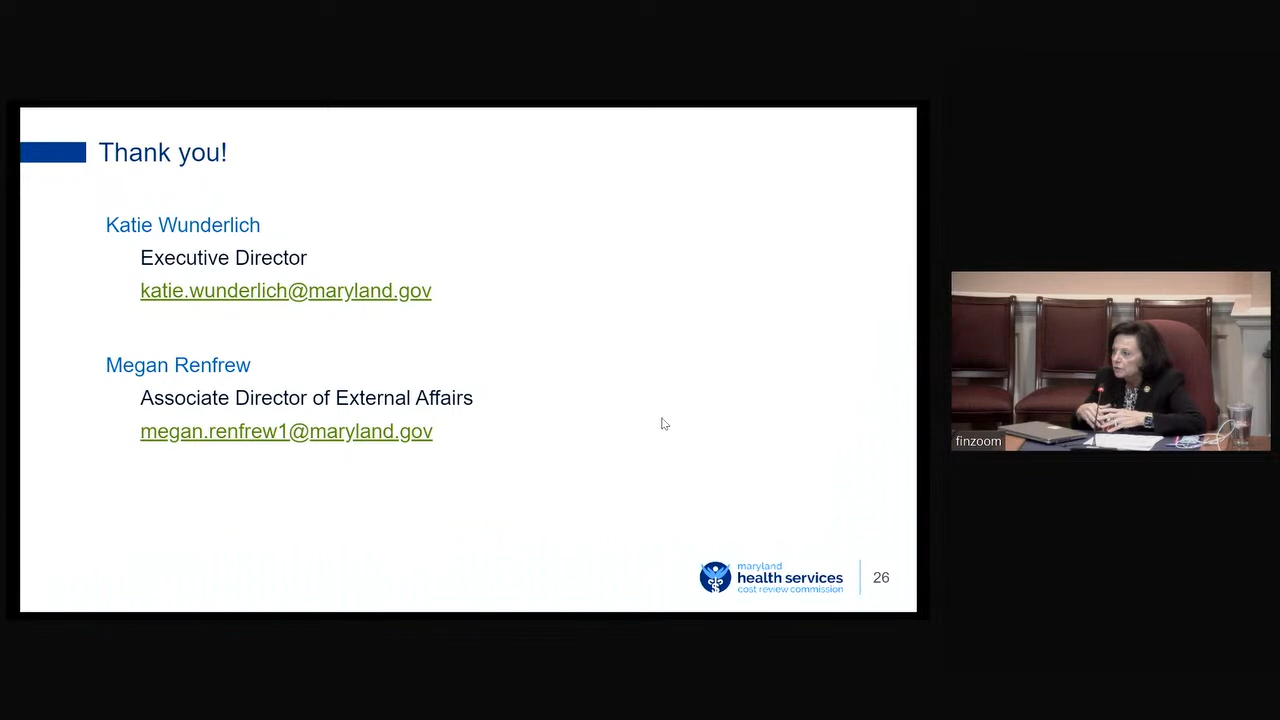 Thank you!
Katie Wunderlich
Executive Director
katie.wunderlich@maryland.gov
Megan Renfrew
Associate Director of External Affairs
megan.renfrew1@maryland.gov
maryland
health services
cost review commission
26
finzoom